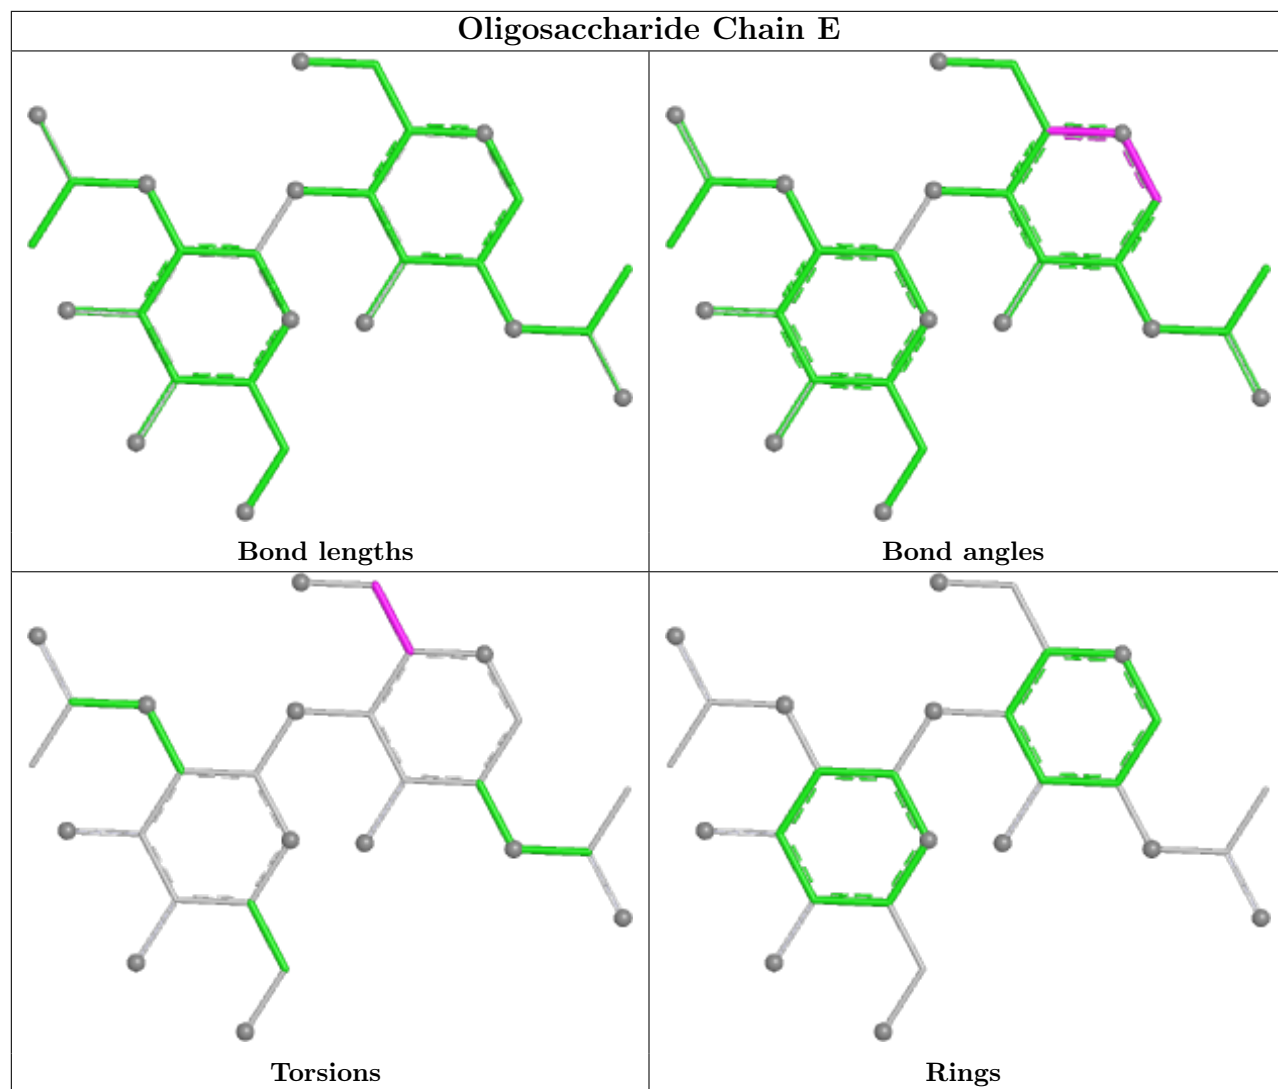 Oligosaccharide Chain E
Bond lengths
Bond angles
Torsions
Rings